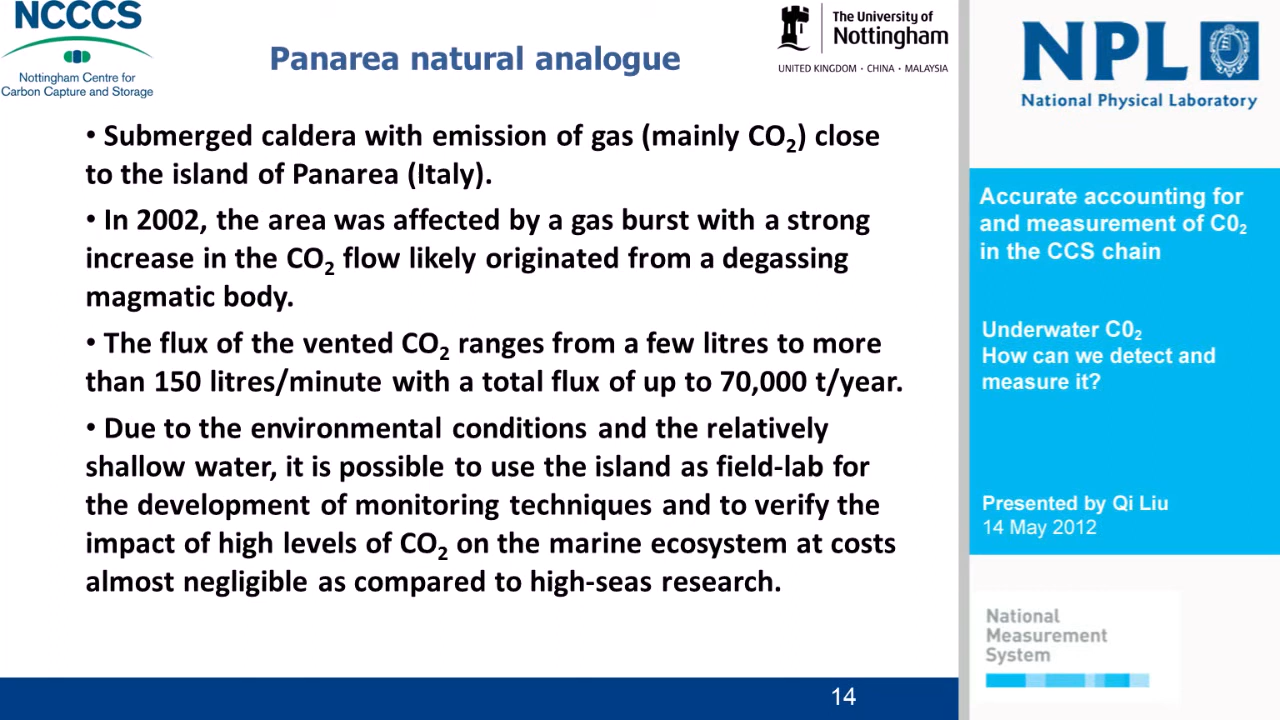 NCCCS
Nottingham Centre for
Carbon Capture and Storage
Panarea natural analogue
The University of
Nottingham
UNITED KINGDOM · CHINA · MALAYSIA
• Submerged caldera with emission of gas (mainly CO₂) close
to the island of Panarea (Italy).
• In 2002, the area was affected by a gas burst with a strong
increase in the CO₂ flow likely originated from a degassing
magmatic body.
• The flux of the vented CO₂ ranges from a few litres to more
than 150 litres/minute with a total flux of up to 70,000 t/year.
• Due to the environmental conditions and the relatively
shallow water, it is possible to use the island as field-lab for
the development of monitoring techniques and to verify the
impact of high levels of CO₂ on the marine ecosystem at costs
almost negligible as compared to high-seas research.
14
NPL
National Physical Laboratory
Accurate accounting for
and measurement of C0₂
in the CCS chain
Underwater C0₂
How can we detect and
measure it?
Presented by Qi Liu
14 May 2012
National
Measurement
System